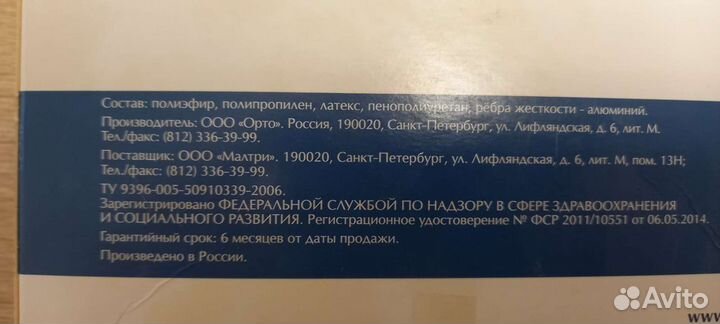 Состав: полиэфир, полипропилен, латекс, пенополиуретан, рёбра жесткости - алюминий.
Производитель: ООО «Орто». Россия, 190020, Санкт-Петербург, ул. Лифляндская, д. 6, лит. М.
Тел./факс: (812) 336-39-99.
Поставщик: ООО «Малтри». 190020, Санкт-Петербург, ул. Лифляндская, д. 6, лит. М, пом. 13Н;
Тел./факс: (812) 336-39-99.
ТУ 9396-005-50910339-2006.
Зарегистрировано ФЕДЕРАЛЬНОЙ СЛУЖБОЙ ПО НАДЗОРУ В СФЕРЕ ЗДРАВООХРАНЕНИЯ
И СОЦИАЛЬНОГО РАЗВИТИЯ. Регистрационное удостоверение № ФСР 2011/10551 от 06.05.2014.
Гарантийный срок: 6 месяцев от даты продажи.
Произведено в России.
Avito
www